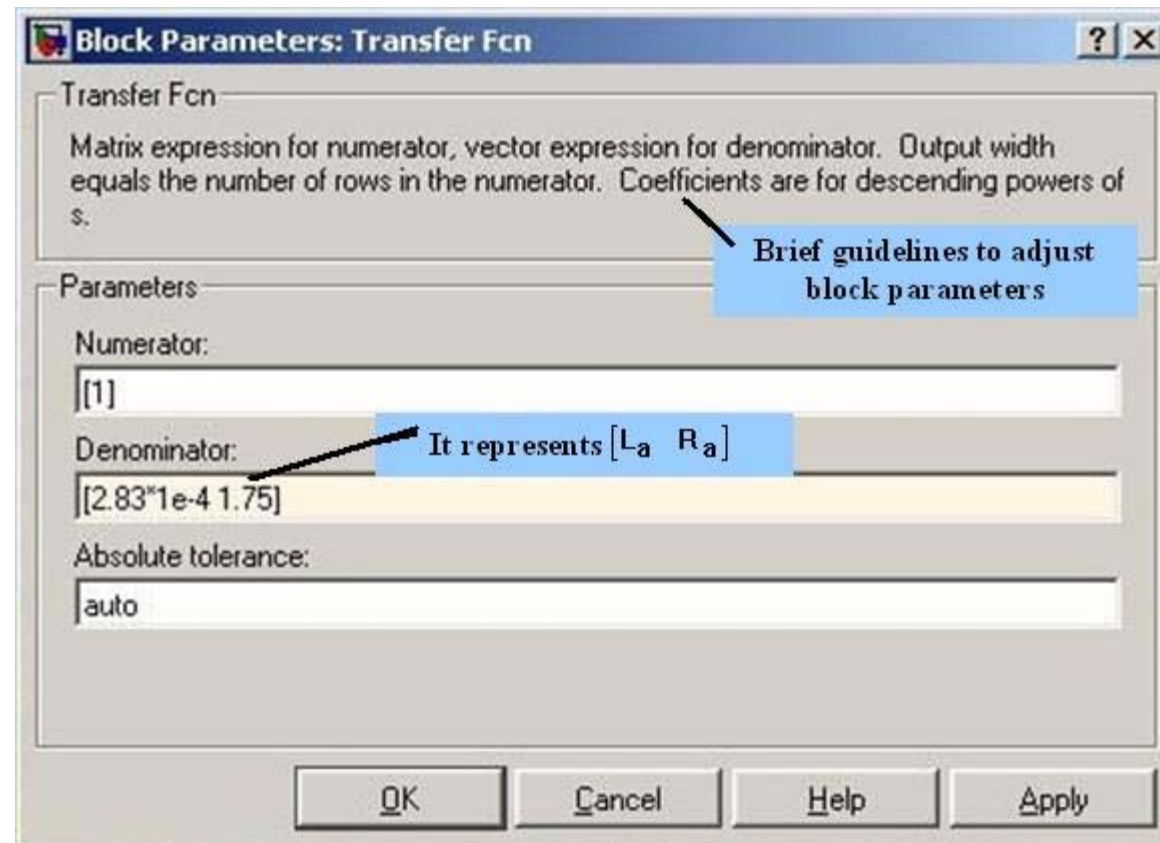 Block Parameters: Transfer Fcn
Transfer Fcn
Matrix expression for numerator, vector expression for denominator.  Output width
equals the number of rows in the numerator.  Coefficients are for descending powers of
s.
Brief guidelines to adjust
block parameters
Parameters
Numerator:
[1]
It represents [La Ra]
Denominator:
[2.83*1e-4 1.75]
Absolute tolerance:
auto
OK
Cancel
Help
Apply